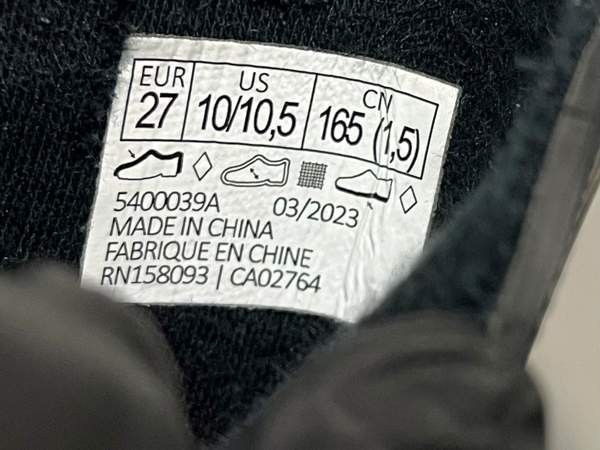 EUR US CN
27 10/10,5 165 (1,5)
5400039A 03/2023
MADE IN CHINA
FABRIQUE EN CHINE
RN158093 | CA02764